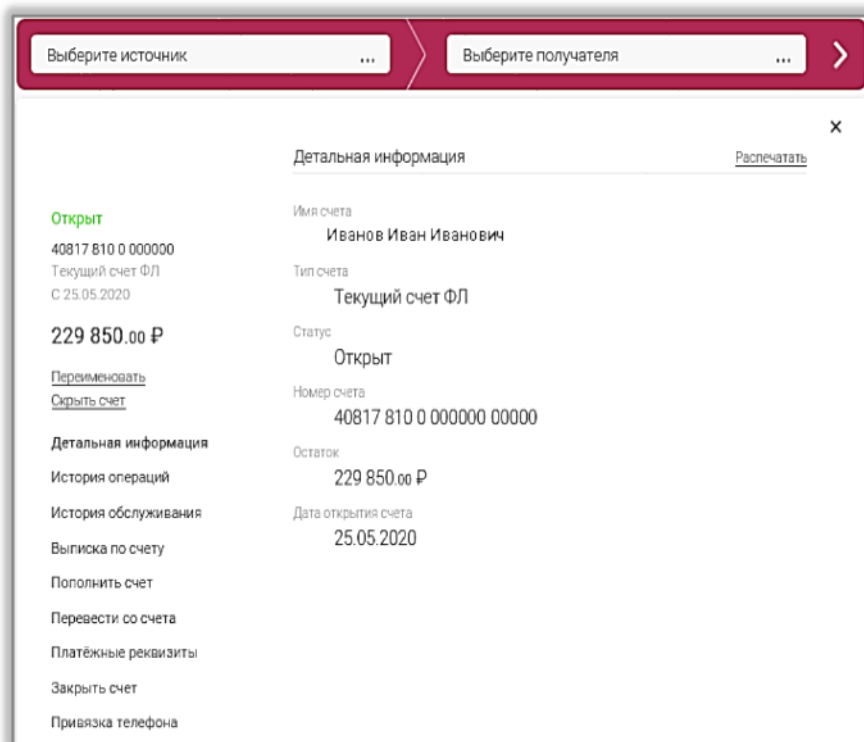 Выберите источник ...
Выберите получателя ...
Детальная информация
Распечатать
Открыт
40817 810 0 000000
Текущий счет ФЛ
С 25.05.2020
229 850.00 ₽
Переименовать
Скрыть счет
Детальная информация
История операций
История обслуживания
Выписка по счету
Пополнить счет
Перевести со счета
Платёжные реквизиты
Закрыть счет
Привязка телефона
Имя счета
Иванов Иван Иванович
Тип счета
Текущий счет ФЛ
Статус
Открыт
Номер счета
40817 810 0 000000 00000
Остаток
229 850.00 ₽
Дата открытия счета
25.05.2020